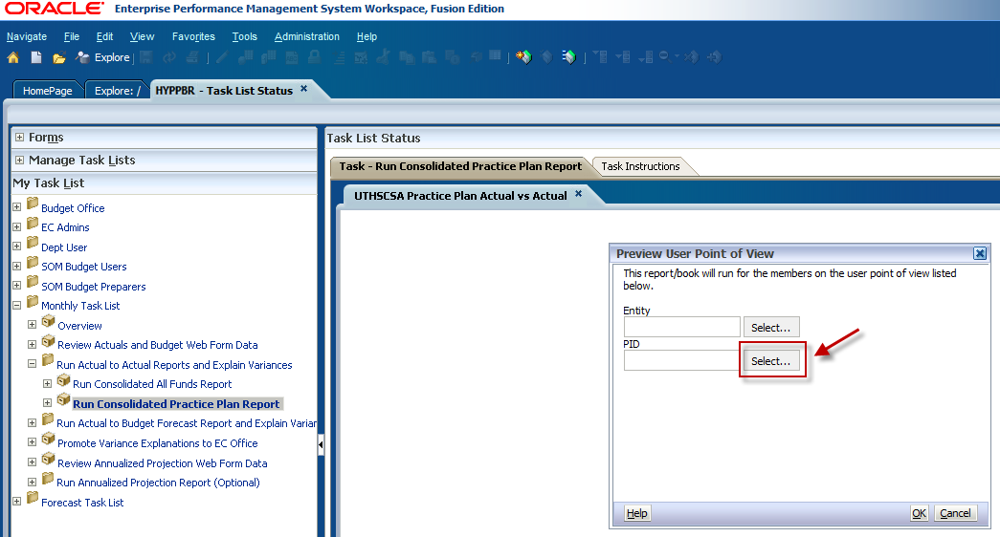 ORACLE® Enterprise Performance Management System Workspace, Fusion Edition
Navigate File Edit View Favorites Tools Administration Help
Explore
HomePage Explore: / HYPPBR - Task List Status
Forms
Manage Task Lists
My Task List
Budget Office
EC Admins
Dept User
SOM Budget Users
SOM Budget Preparers
Monthly Task List
Overview
Review Actuals and Budget Web Form Data
Run Actual to Actual Reports and Explain Variances
Run Consolidated All Funds Report
Run Consolidated Practice Plan Report
Run Actual to Budget Forecast Report and Explain Varian
Promote Variance Explanations to EC Office
Review Annualized Projection Web Form Data
Run Annualized Projection Report (Optional)
Forecast Task List
Task List Status
Task - Run Consolidated Practice Plan Report Task Instructions
UTHSCSA Practice Plan Actual vs Actual
Preview User Point of View
This report/book will run for the members on the user point of view listed
below.
Entity
Select...
PID
Select...
Help OK Cancel